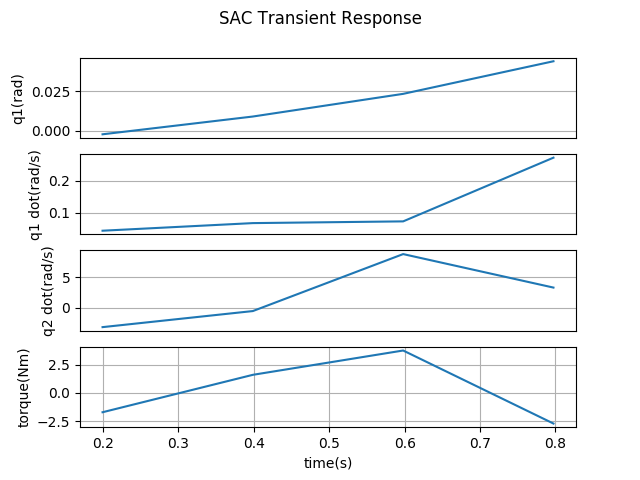 SAC Transient Response
q1(rad)
0.025
0.000
q1 dot(rad/s)
0.2
0.1
q2 dot(rad/s)
5
0
torque(Nm)
2.5
0.0
−2.5
0.2 0.3 0.4 0.5 0.6 0.7 0.8
time(s)